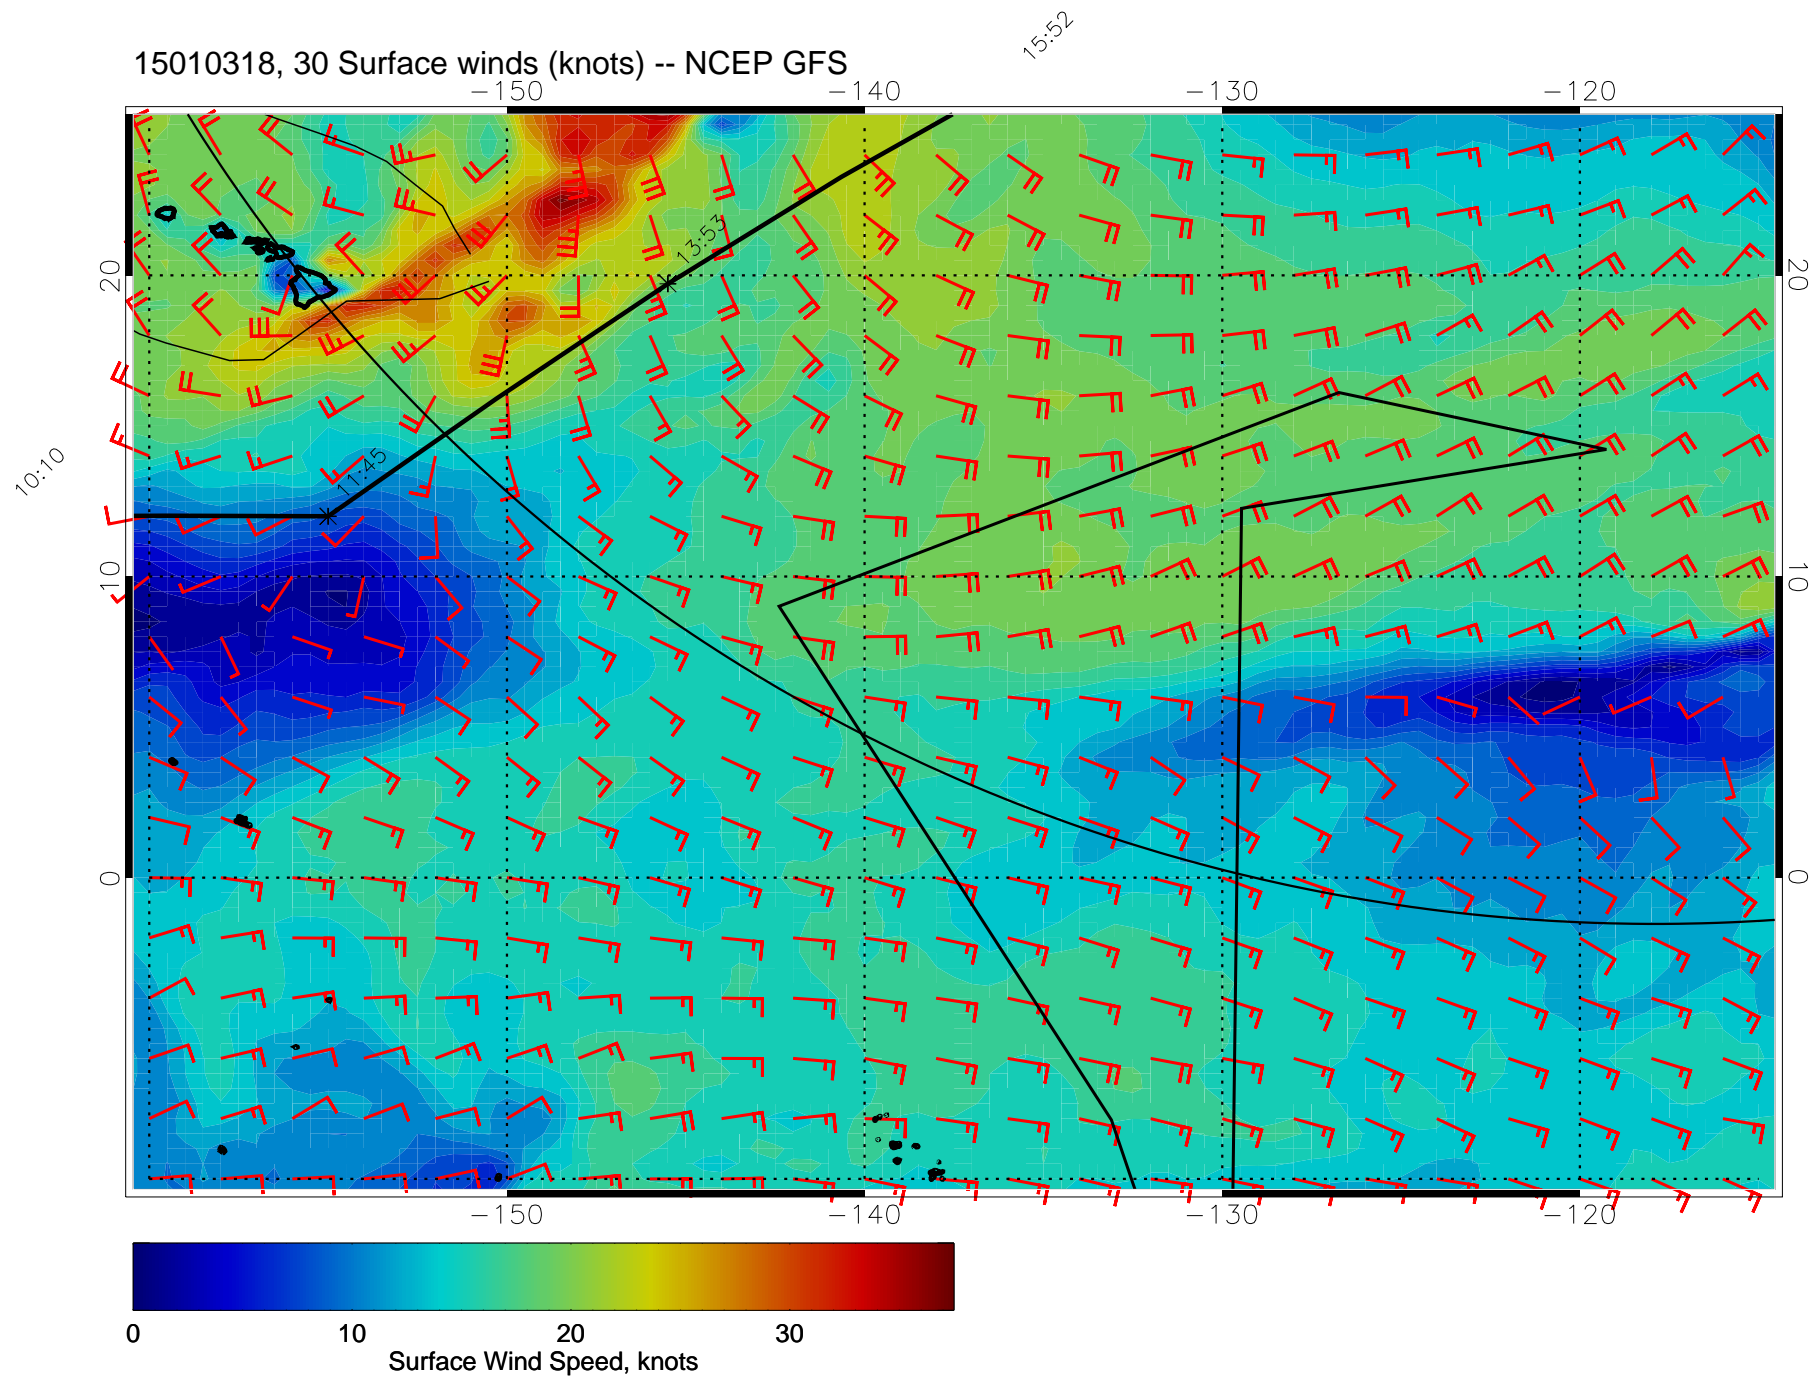 15:52
15010318, 30 Surface winds (knots) -- NCEP GFS
-150 -140 -130 -120
13:53
20 20
11:45
10:10
10 10
0 0
-150 -140 -130 -120
0 10 20 30
Surface Wind Speed, knots